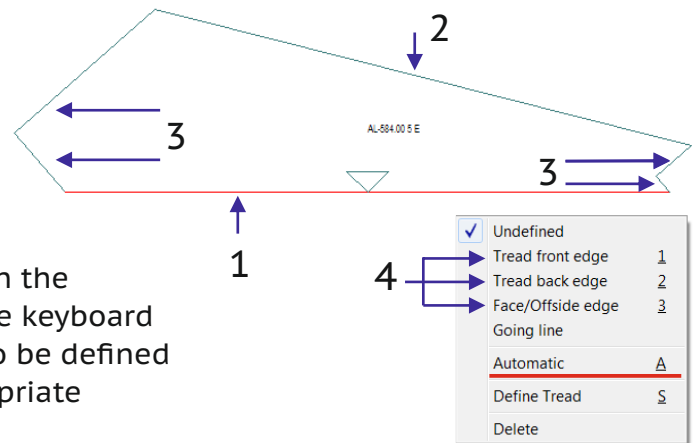 2
AL-584.00 5 E
3
3
1
n the
e keyboard
o be defined
priate
4
Undefined
Tread front edge 1
Tread back edge 2
Face/Offside edge 3
Going line
Automatic A
Define Tread S
Delete